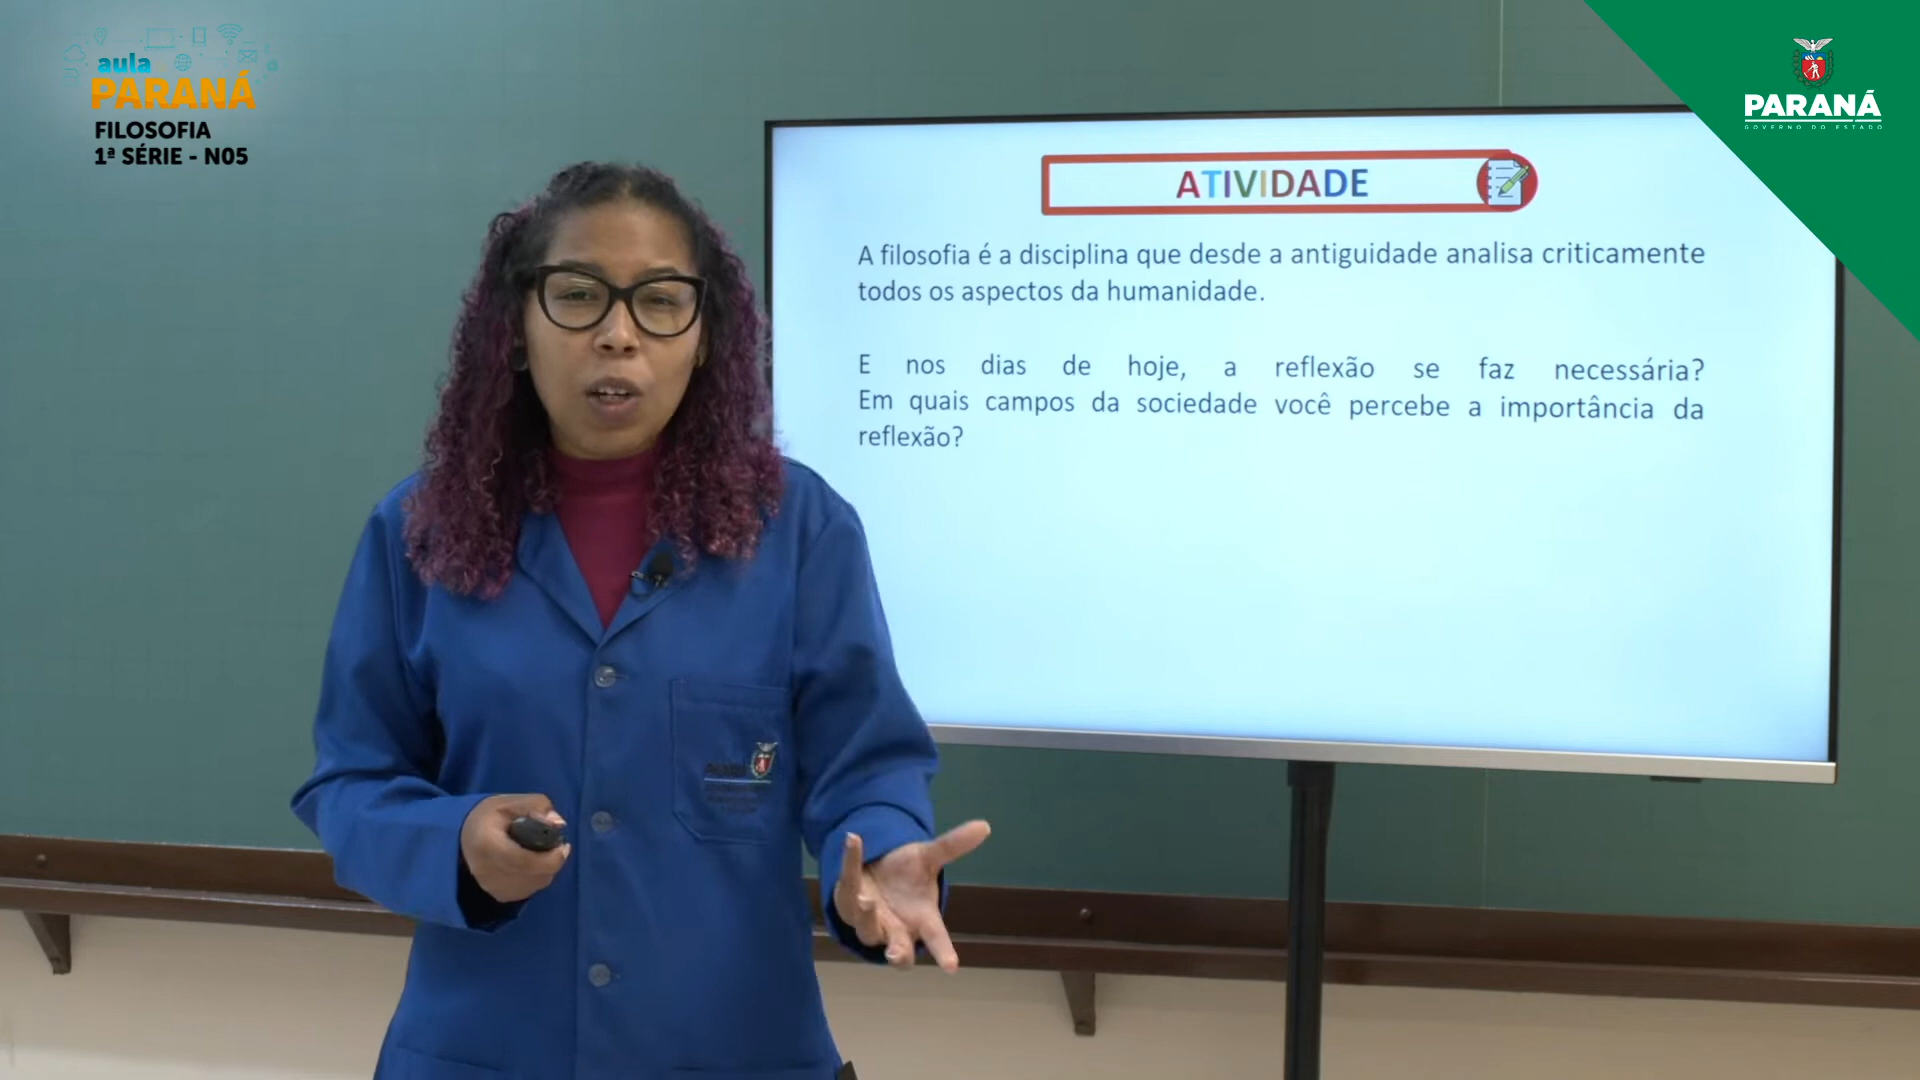 aula
PARANÁ
FILOSOFIA
1ª SÉRIE - N05
PARANÁ
GOVERNO DO ESTADO
ATIVIDADE
A filosofia é a disciplina que desde a antiguidade analisa criticamente
todos os aspectos da humanidade.
E nos dias de hoje, a reflexão se faz necessária?
Em quais campos da sociedade você percebe a importância da
reflexão?